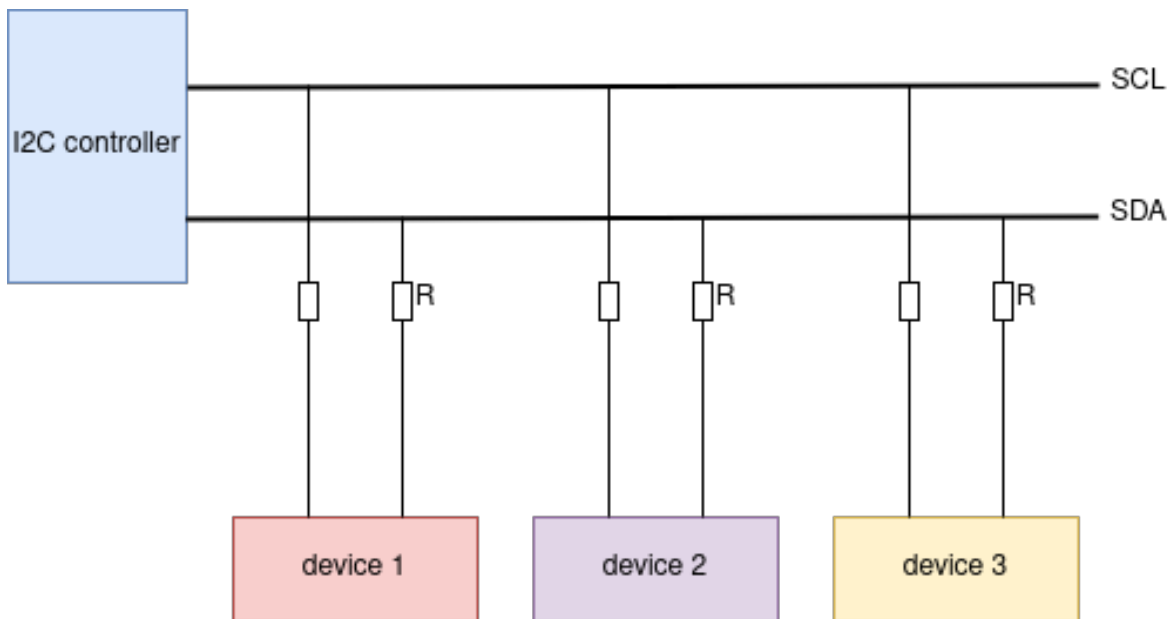 SCL
I2C controller
SDA
R
R
R
device 1
device 2
device 3